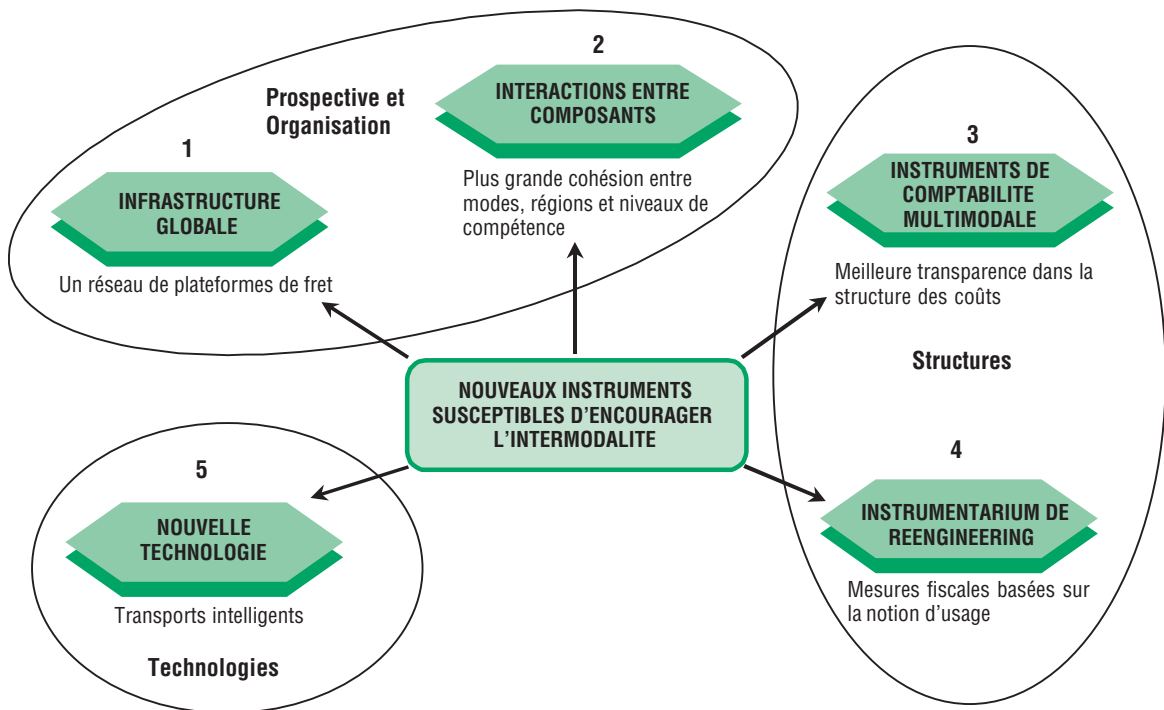 Prospective et
Organisation
1
INFRASTRUCTURE
GLOBALE
Un réseau de plateformes de fret
2
INTERACTIONS ENTRE
COMPOSANTS
Plus grande cohésion entre
modes, régions et niveaux de
compétence
3
INSTRUMENTS DE
COMPTABILITE
MULTIMODALE
Meilleure transparence dans la
structure des coûts
Structures
NOUVEAUX INSTRUMENTS
SUSCEPTIBLES D'ENCOURAGER
L'INTERMODALITE
4
INSTRUMENTARIUM DE
REENGINEERING
Mesures fiscales basées sur
la notion d'usage
5
NOUVELLE
TECHNOLOGIE
Transports intelligents
Technologies